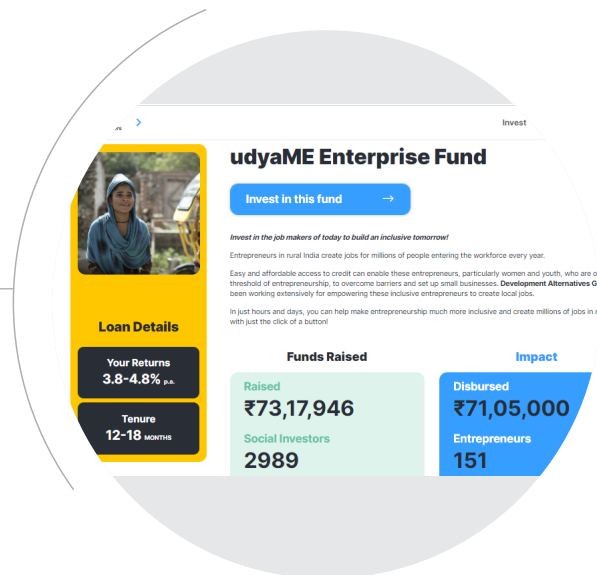 Invest
udyaME Enterprise Fund
Invest in this fund →
Invest in the job makers of today to build an inclusive tomorrow!
Entrepreneurs in rural India create jobs for millions of people entering the workforce every year.
Easy and affordable access to credit can enable these entrepreneurs, particularly women and youth, who are o
threshold of entrepreneurship, to overcome barriers and set up small businesses. Development Alternatives G
been working extensively for empowering these inclusive entrepreneurs to create local jobs.
In just hours and days, you can help make entrepreneurship much more inclusive and create millions of jobs in r
with just the click of a button!
Loan Details
Your Returns
3.8-4.8% p.a.
Tenure
12-18 MONTHS
Funds Raised
Raised
₹73,17,946
Social Investors
2989
Impact
Disbursed
₹71,05,000
Entrepreneurs
151